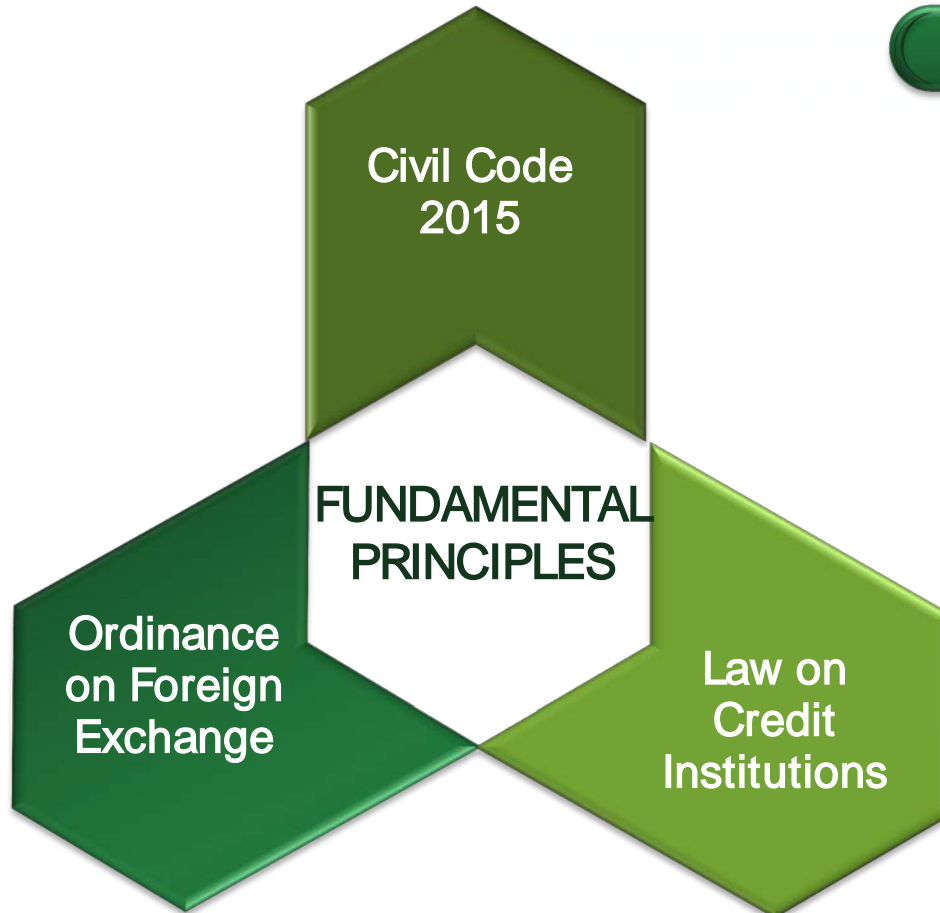 Civil Code
2015
FUNDAMENTAL
PRINCIPLES
Ordinance
on Foreign
Exchange
Law on
Credit
Institutions